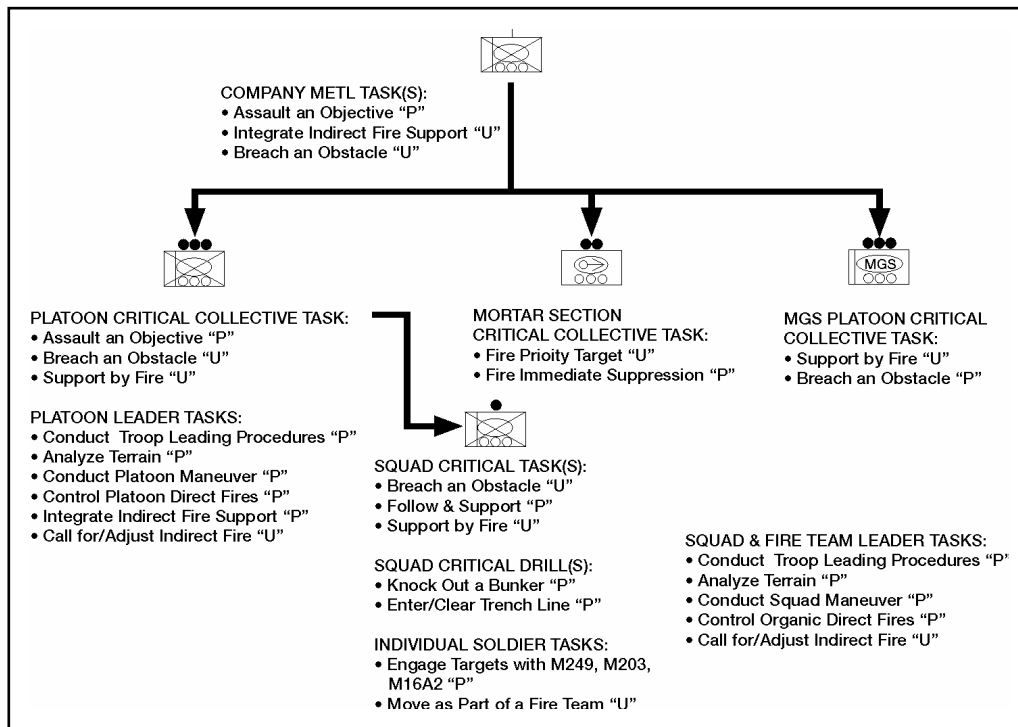 COMPANY METL TASK(S):
• Assault an Objective “P”
• Integrate Indirect Fire Support “U”
• Breach an Obstacle “U”
MGS
PLATOON CRITICAL COLLECTIVE TASK:
• Assault an Objective “P”
• Breach an Obstacle “U”
• Support by Fire “U”
MORTAR SECTION
CRITICAL COLLECTIVE TASK:
• Fire Prioity Target “U”
• Fire Immediate Suppression “P”
MGS PLATOON CRITICAL
COLLECTIVE TASK:
• Support by Fire “U”
• Breach an Obstacle “P”
PLATOON LEADER TASKS:
• Conduct Troop Leading Procedures “P”
• Analyze Terrain “P”
• Conduct Platoon Maneuver “P”
• Control Platoon Direct Fires “P”
• Integrate Indirect Fire Support “P”
• Call for/Adjust Indirect Fire “U”
SQUAD CRITICAL TASK(S):
• Breach an Obstacle “U”
• Follow & Support “P”
• Support by Fire “U”
SQUAD CRITICAL DRILL(S):
• Knock Out a Bunker “P”
• Enter/Clear Trench Line “P”
INDIVIDUAL SOLDIER TASKS:
• Engage Targets with M249, M203,
M16A2 “P”
• Move as Part of a Fire Team “U”
SQUAD & FIRE TEAM LEADER TASKS:
• Conduct Troop Leading Procedures “P”
• Analyze Terrain “P”
• Conduct Squad Maneuver “P”
• Control Organic Direct Fires “P”
• Call for/Adjust Indirect Fire “U”